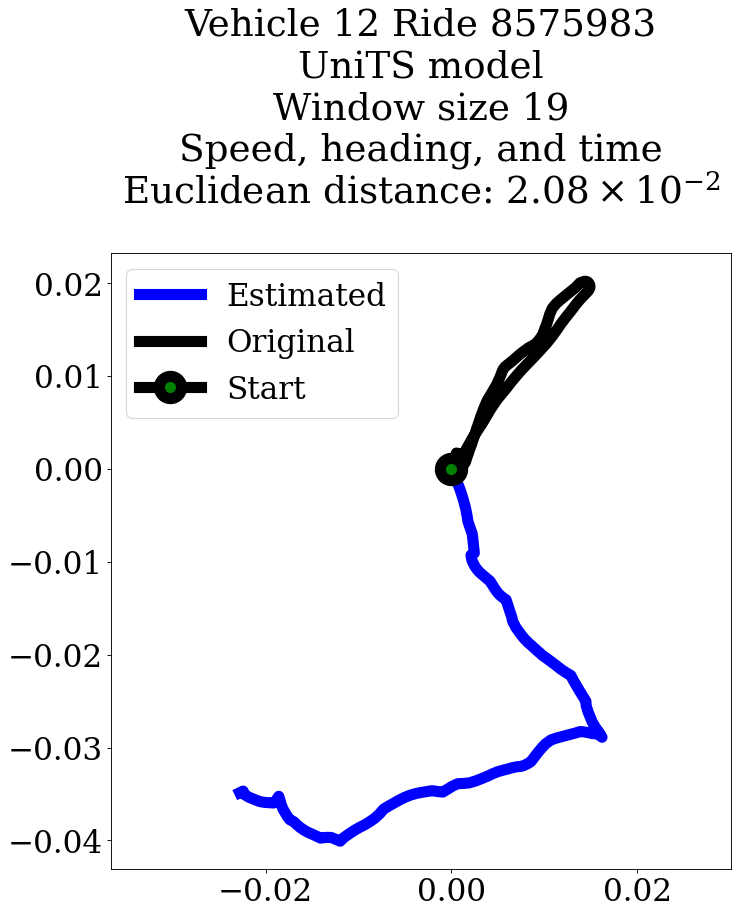 Vehicle 12 Ride 8575983
UniTS model
Window size 19
Speed, heading, and time
Euclidean distance: 2.08 × 10⁻²
Estimated
Original
Start
0.02
0.01
0.00
−0.01
−0.02
−0.03
−0.04
−0.02 0.00 0.02